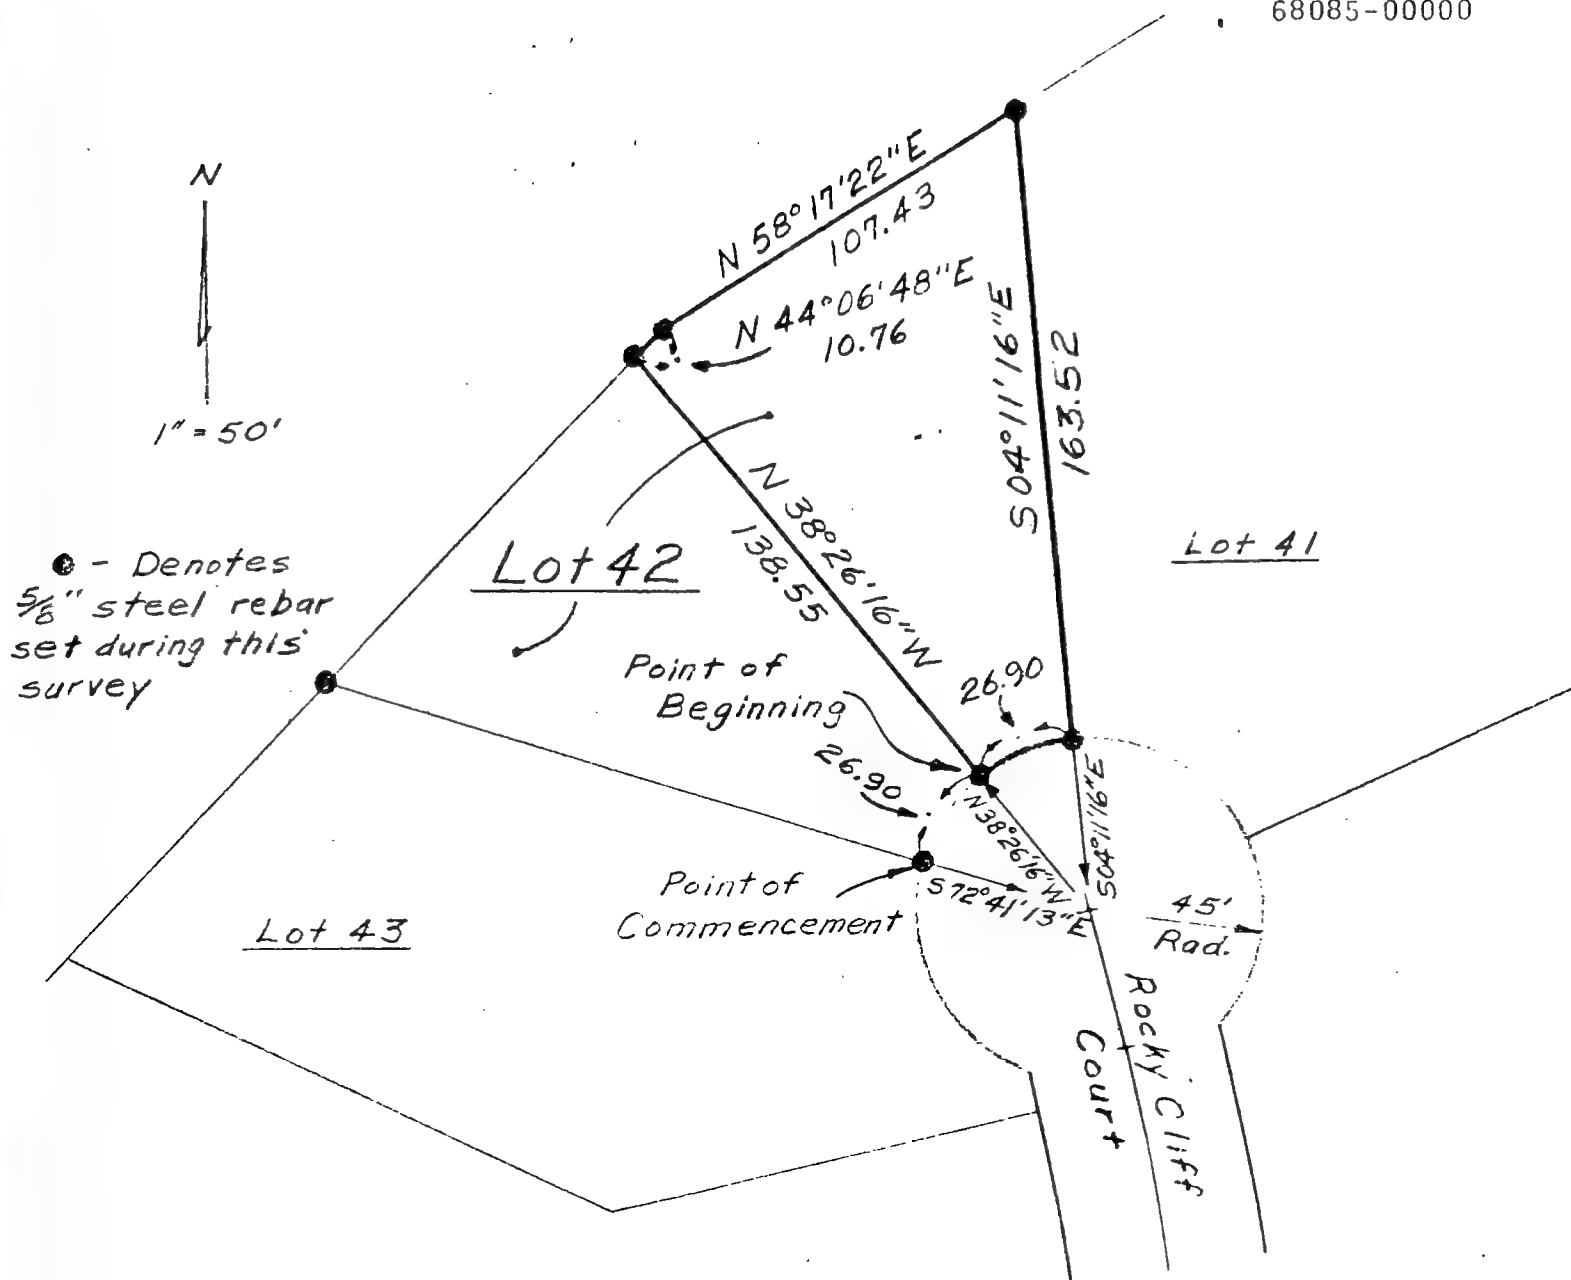 68085-00000
N
1" = 50'
N 58°17'22"E
107.43
N 44°06'48"E
10.76
S04°11'16"E
163.52
N 38°26'16"W
138.55
Lot 42
Lot 41
- Denotes
5/8" steel rebar
set during this
survey
Point of
Beginning
26.90
26.90
N38°26'16"W
S04°11'16"E
Point of
Commencement
S 72°41'13"E
45'
Rad.
Lot 43
Rocky Cliff
Court